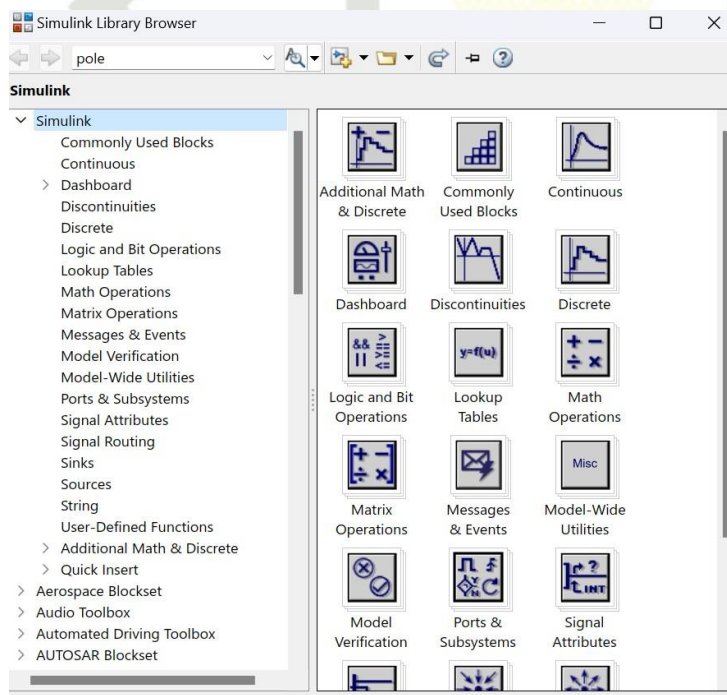 Simulink Library Browser
pole
Simulink
Simulink
Commonly Used Blocks
Continuous
Dashboard
Discontinuities
Discrete
Logic and Bit Operations
Lookup Tables
Math Operations
Matrix Operations
Messages & Events
Model Verification
Model-Wide Utilities
Ports & Subsystems
Signal Attributes
Signal Routing
Sinks
Sources
String
User-Defined Functions
Additional Math & Discrete
Quick Insert
Aerospace Blockset
Audio Toolbox
Automated Driving Toolbox
AUTOSAR Blockset
Additional Math
& Discrete
Commonly
Used Blocks
Continuous
Dashboard
Discontinuities
Discrete
&& >
|| ==
>=
<=
Logic and Bit
Operations
y=f(u)
Lookup
Tables
+ −
÷ ×
Math
Operations
+ −
÷ ×
Matrix
Operations
Messages
& Events
Misc
Model-Wide
Utilities
Model
Verification
Y
N
Ports &
Subsystems
?
INT
Signal
Attributes